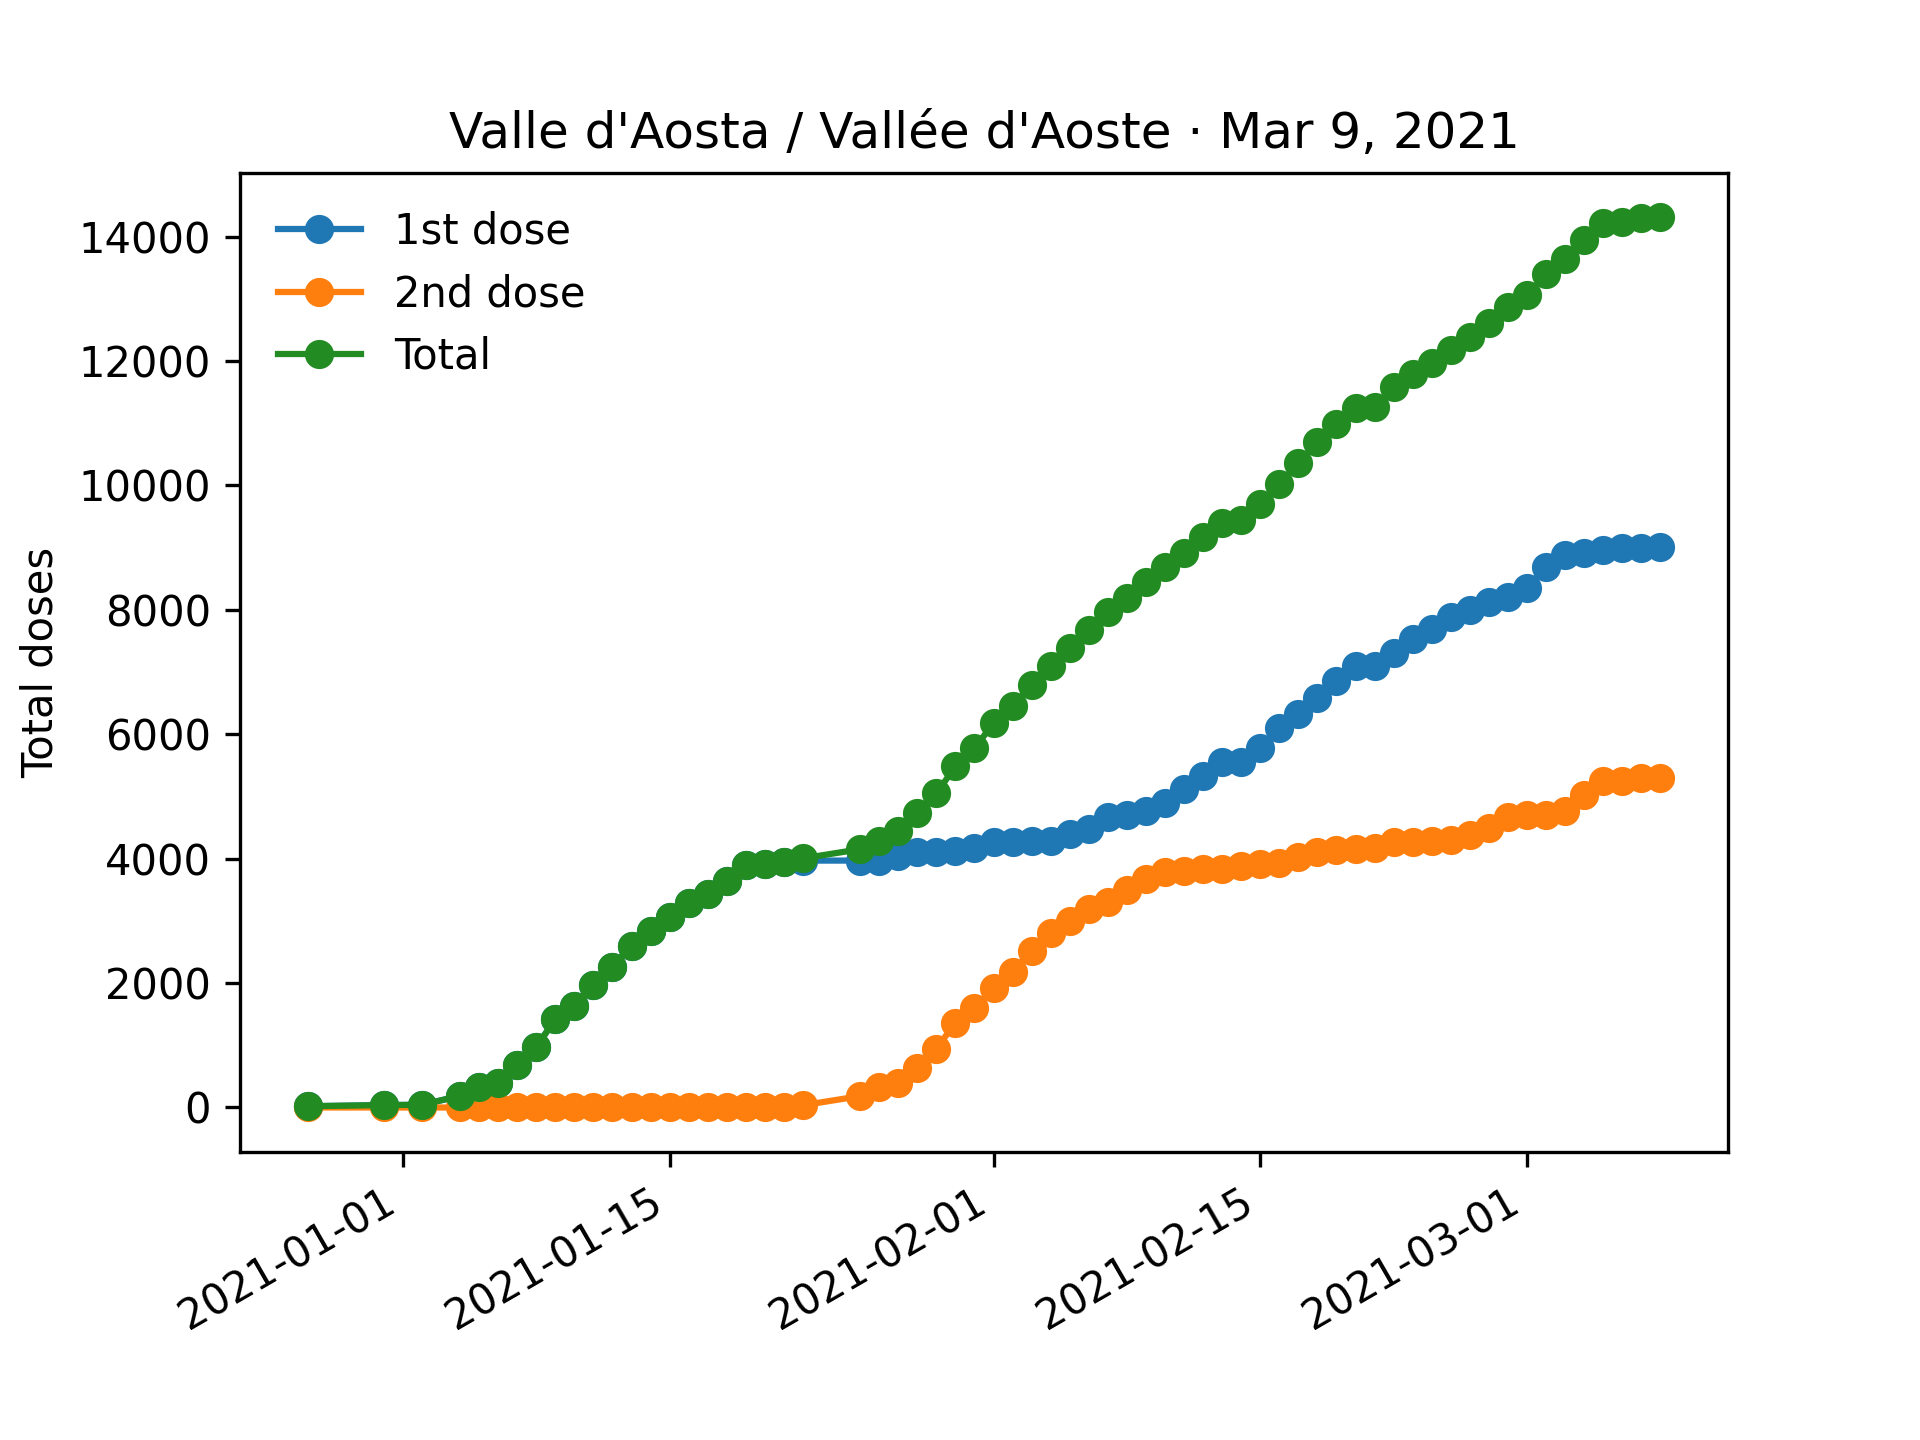 Valle d'Aosta / Vallée d'Aoste · Mar 9, 2021
1st dose
2nd dose
Total
Total doses
14000
12000
10000
8000
6000
4000
2000
0
2021-01-01
2021-01-15
2021-02-01
2021-02-15
2021-03-01